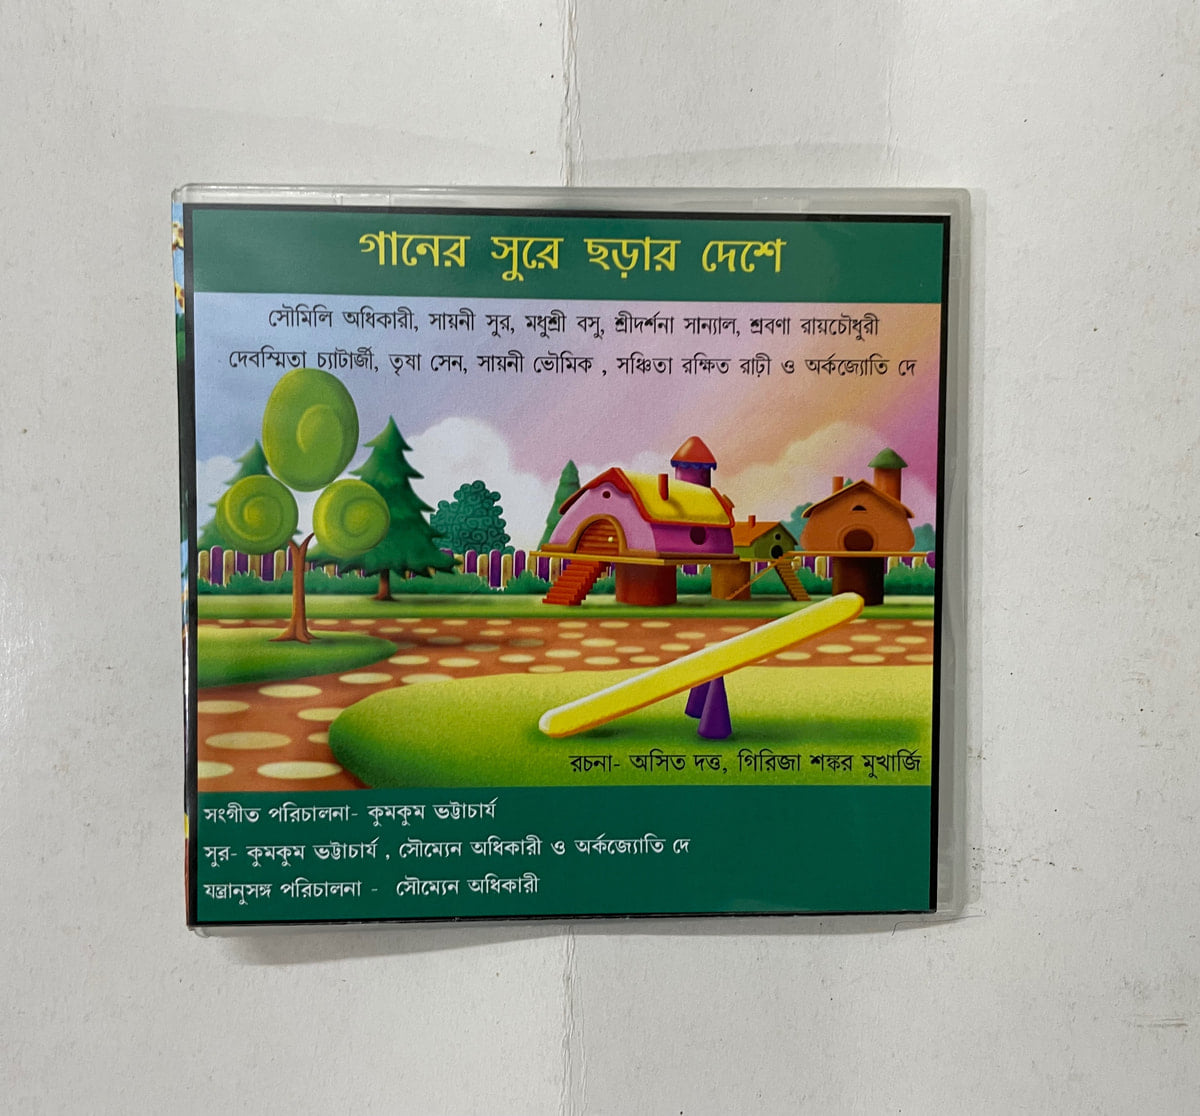 গানের সুরে ছড়ার দেশে
সৌমিলি অধিকারী, সায়নী সুর, মধুশ্রী বসু, শ্রীদর্শনা সান্যাল, শ্রবণা রায়চৌধুরী
দেবস্মিতা চ্যাটার্জী, তৃষা সেন, সায়নী ভৌমিক , সঞ্চিতা রক্ষিত রাঢ়ী ও অর্কজ্যোতি দে
রচনা- অসিত দত্ত, গিরিজা শঙ্কর মুখার্জি
সংগীত পরিচালনা- কুমকুম ভট্টাচার্য
সুর- কুমকুম ভট্টাচার্য , সৌম্যেন অধিকারী ও অর্কজ্যোতি দে
যন্ত্রানুসঙ্গ পরিচালনা - সৌম্যেন অধিকারী